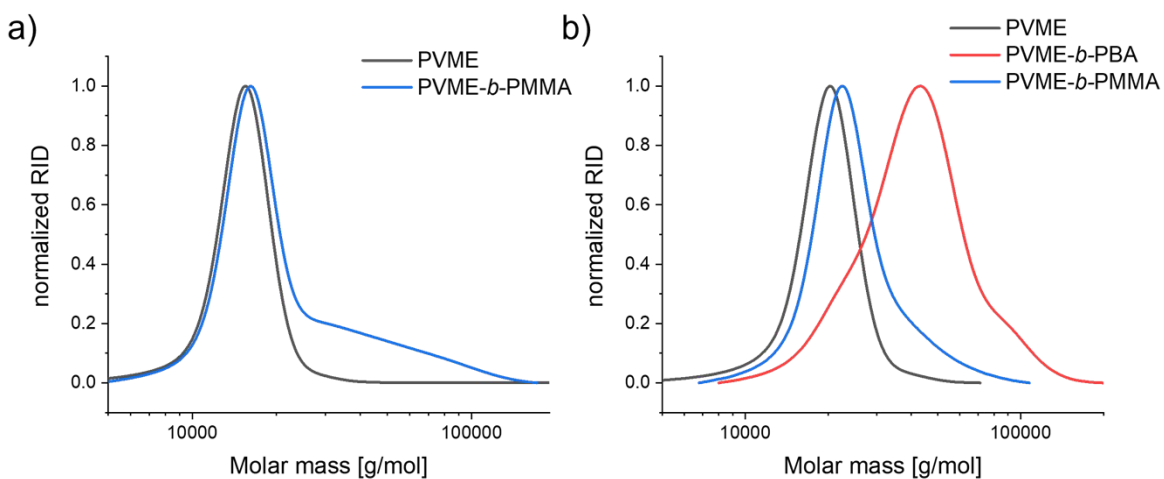 a)
PVME
PVME-b-PMMA
normalized RID
1.0
0.8
0.6
0.4
0.2
0.0
10000
100000
Molar mass [g/mol]
b)
PVME
PVME-b-PBA
PVME-b-PMMA
normalized RID
1.0
0.8
0.6
0.4
0.2
0.0
10000
100000
Molar mass [g/mol]